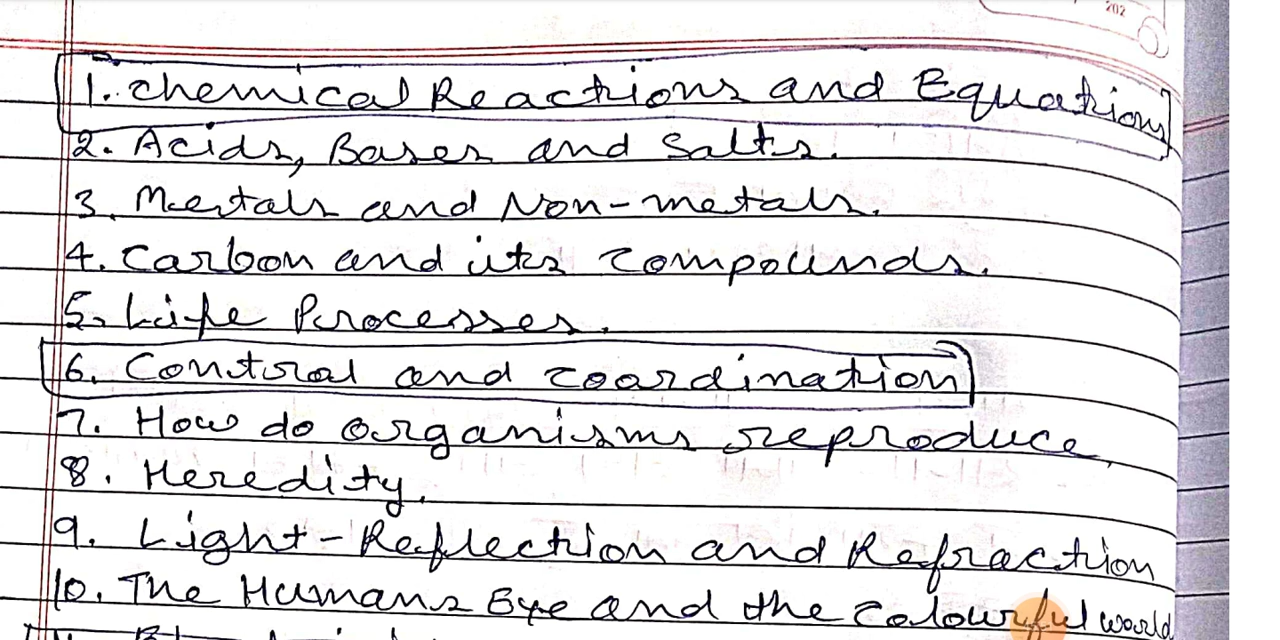 202
1. Chemical Reactions and Equations
2. Acids, Bases and Salts.
3. Metals and Non-metals.
4. Carbon and its compounds.
5. Life Processes.
6. Control and coordination
7. How do organisms reproduce
8. Heredity.
9. Light-Reflection and Refraction
10. The Humans Eye and the colourful world